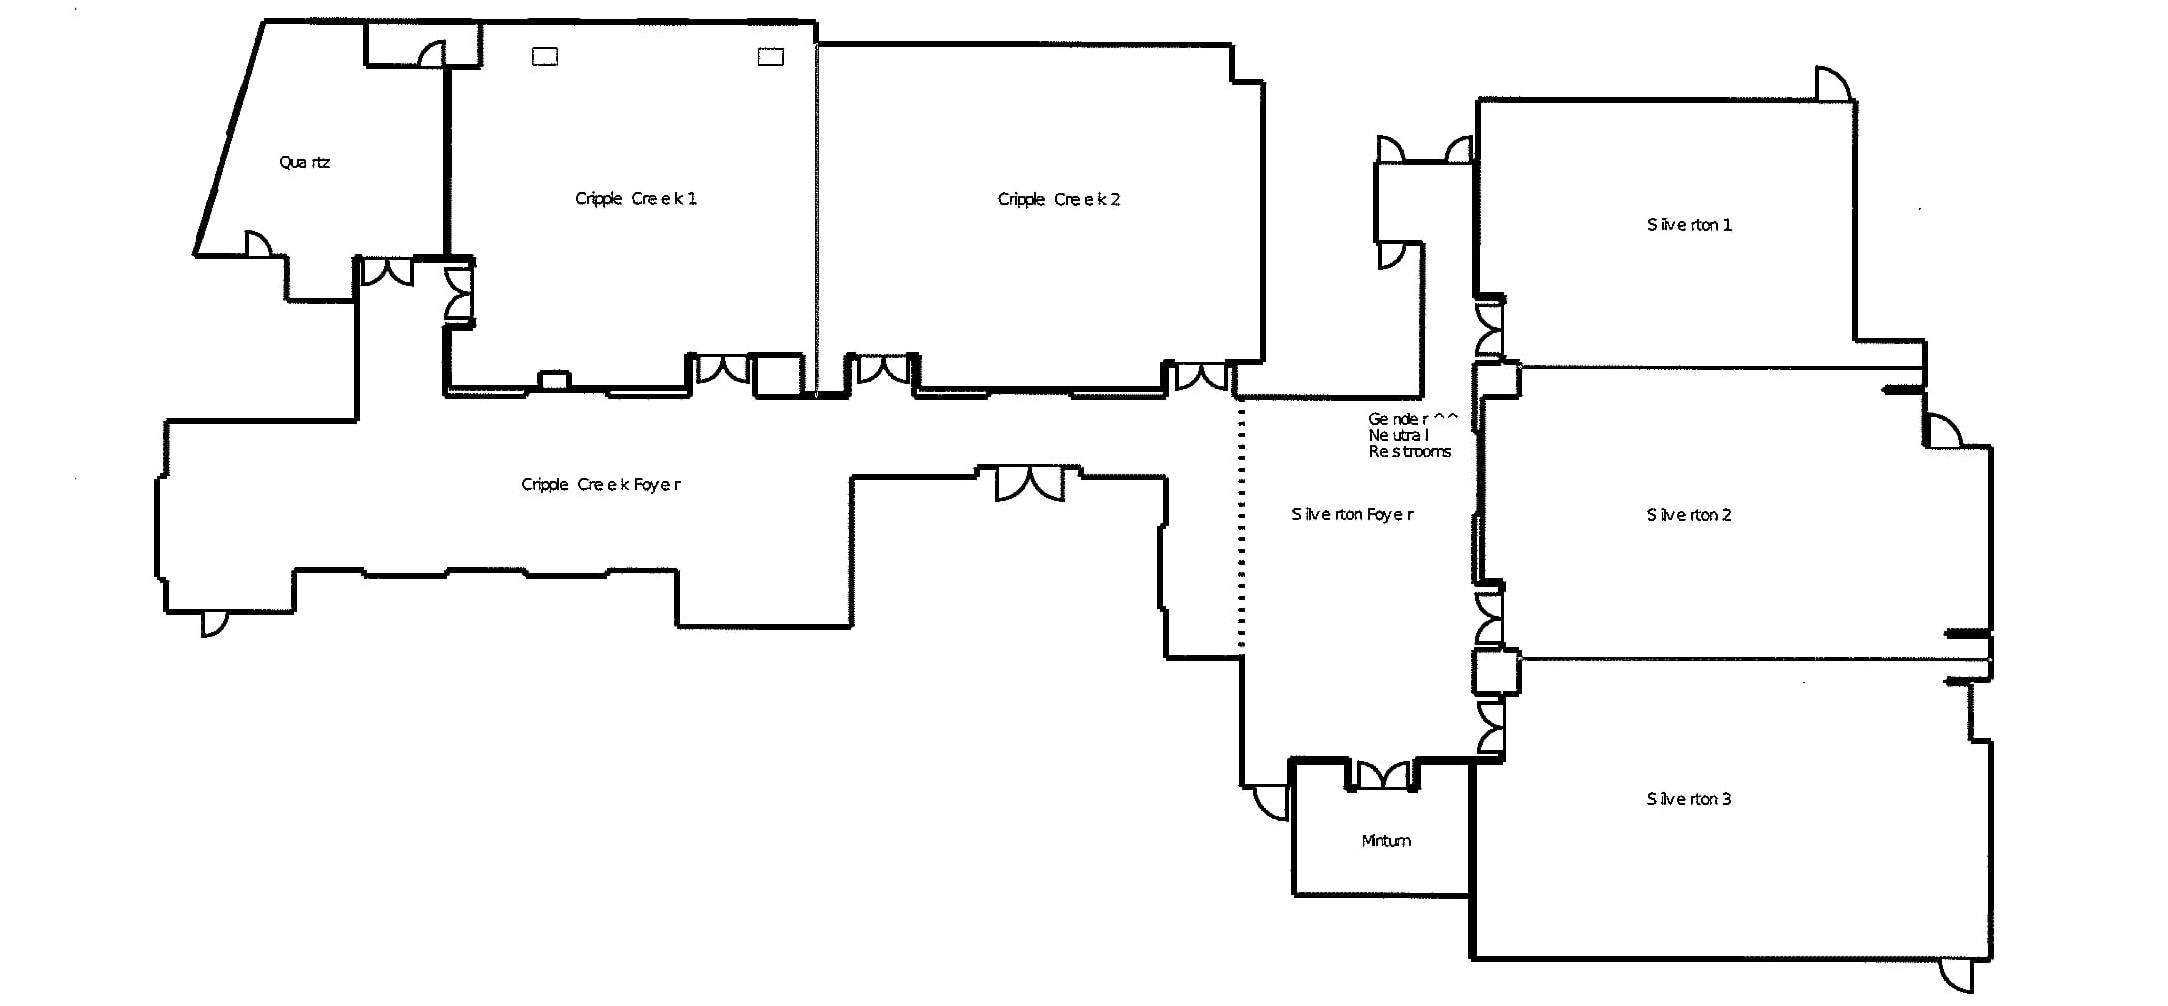 Quartz
Cripple Creek 1
Cripple Creek 2
Silverton 1
Gender ^^
Neutral
Restrooms
Cripple Creek Foyer
Silverton Foyer
Silverton 2
Silverton 3
Minturn